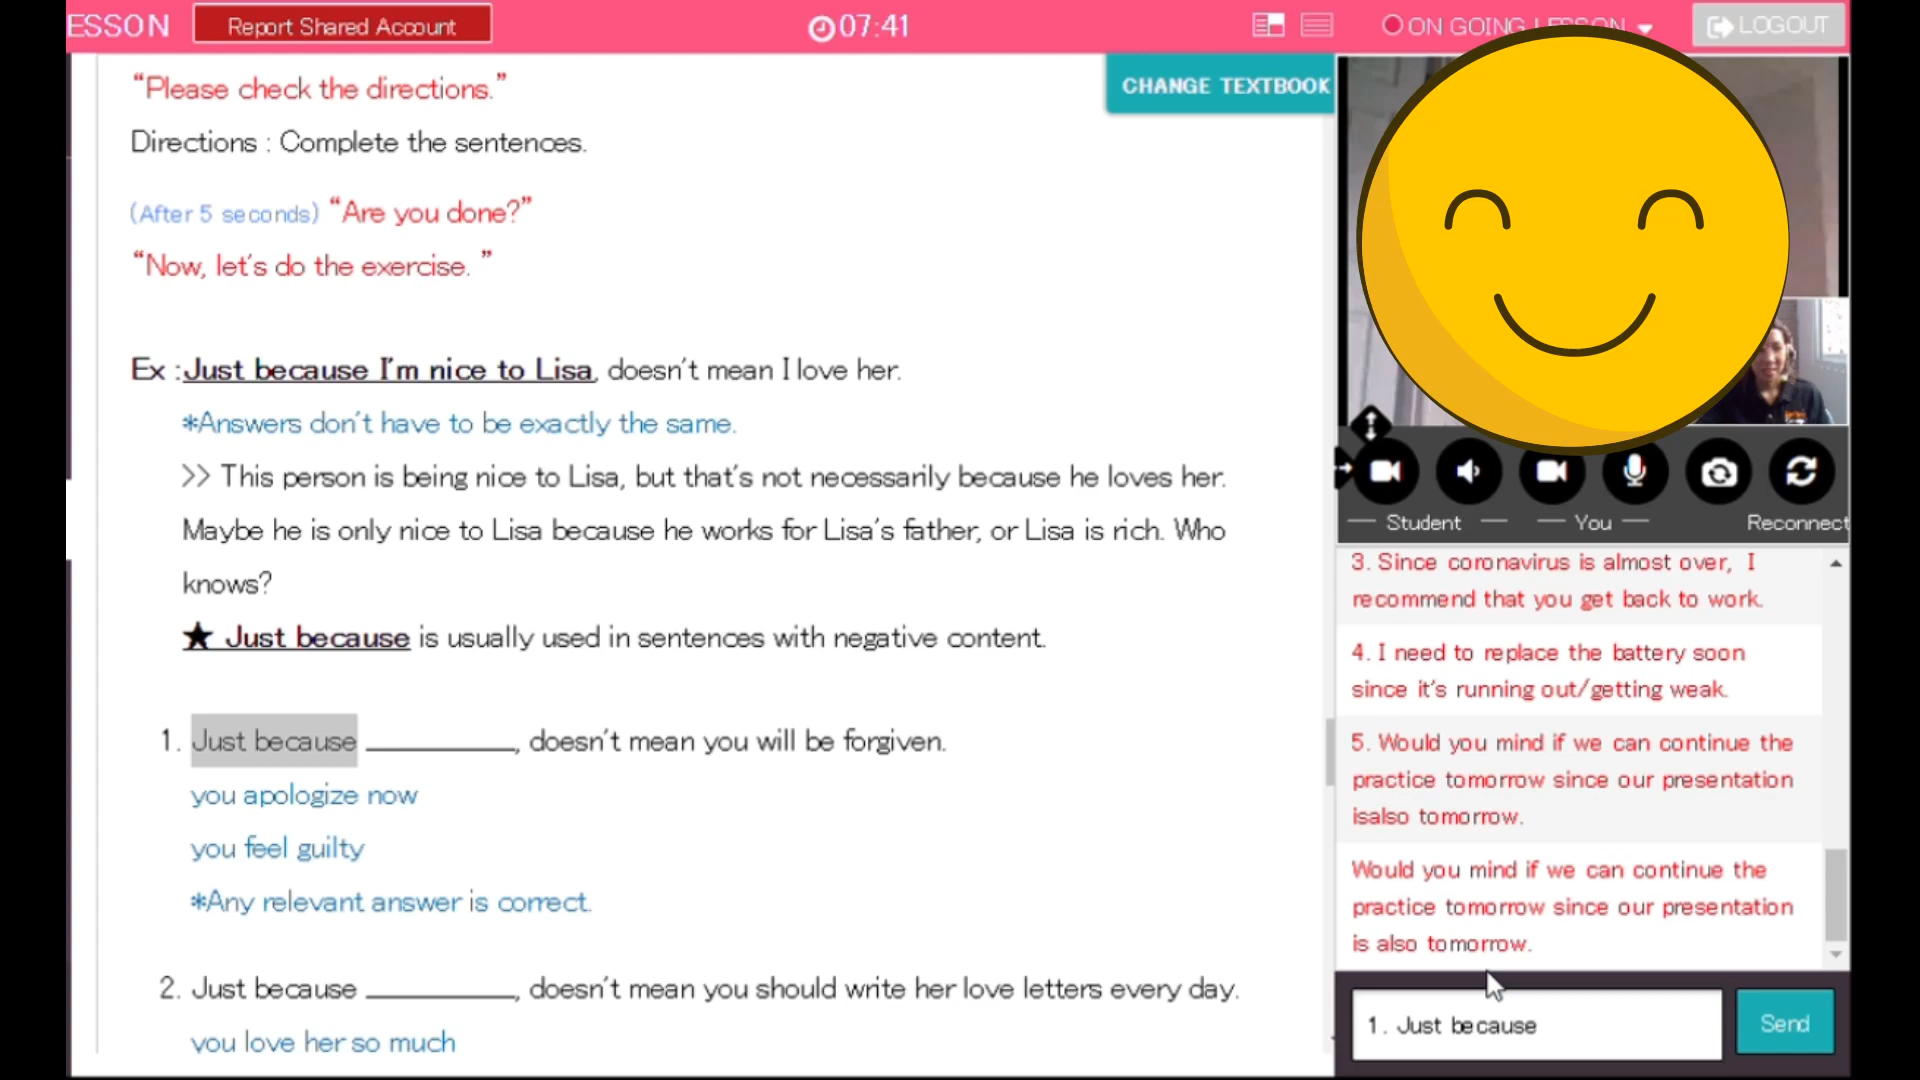 ESSON
Report Shared Account
07:41
ON GOING LESSON
LOGOUT
CHANGE TEXTBOOK
“Please check the directions.”
Directions : Complete the sentences.
(After 5 seconds) “Are you done?”
“Now, let's do the exercise. ”
Ex :Just because I'm nice to Lisa, doesn't mean I love her.
*Answers don't have to be exactly the same.
>> This person is being nice to Lisa, but that's not necessarily because he loves her.
Maybe he is only nice to Lisa because he works for Lisa's father, or Lisa is rich. Who
knows?
★ Just because is usually used in sentences with negative content.
1. Just because __________, doesn't mean you will be forgiven.
you apologize now
you feel guilty
*Any relevant answer is correct.
2. Just because __________, doesn't mean you should write her love letters every day.
you love her so much
Student
You
Reconnect
3. Since coronavirus is almost over, I
recommend that you get back to work.
4. I need to replace the battery soon
since it's running out/getting weak.
5. Would you mind if we can continue the
practice tomorrow since our presentation
isalso tomorrow.
Would you mind if we can continue the
practice tomorrow since our presentation
is also tomorrow.
1. Just because
Send